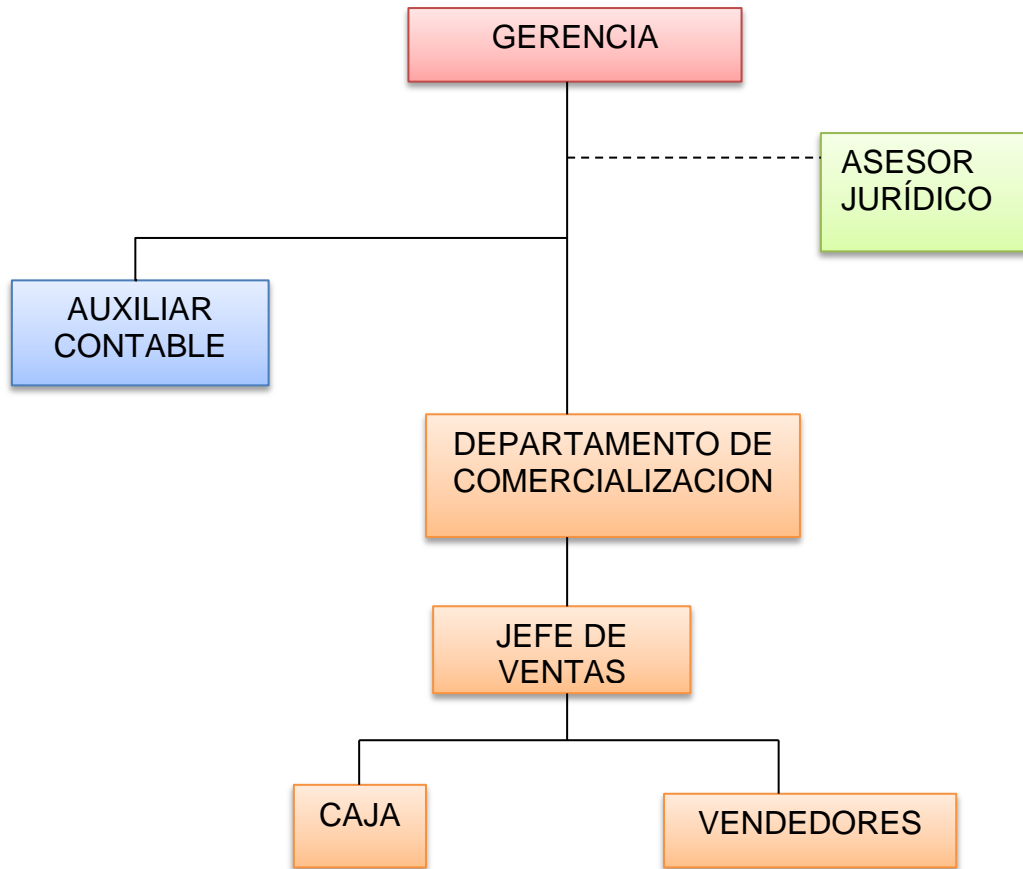 GERENCIA
ASESOR
JURÍDICO
AUXILIAR
CONTABLE
DEPARTAMENTO DE
COMERCIALIZACION
JEFE DE
VENTAS
CAJA
VENDEDORES